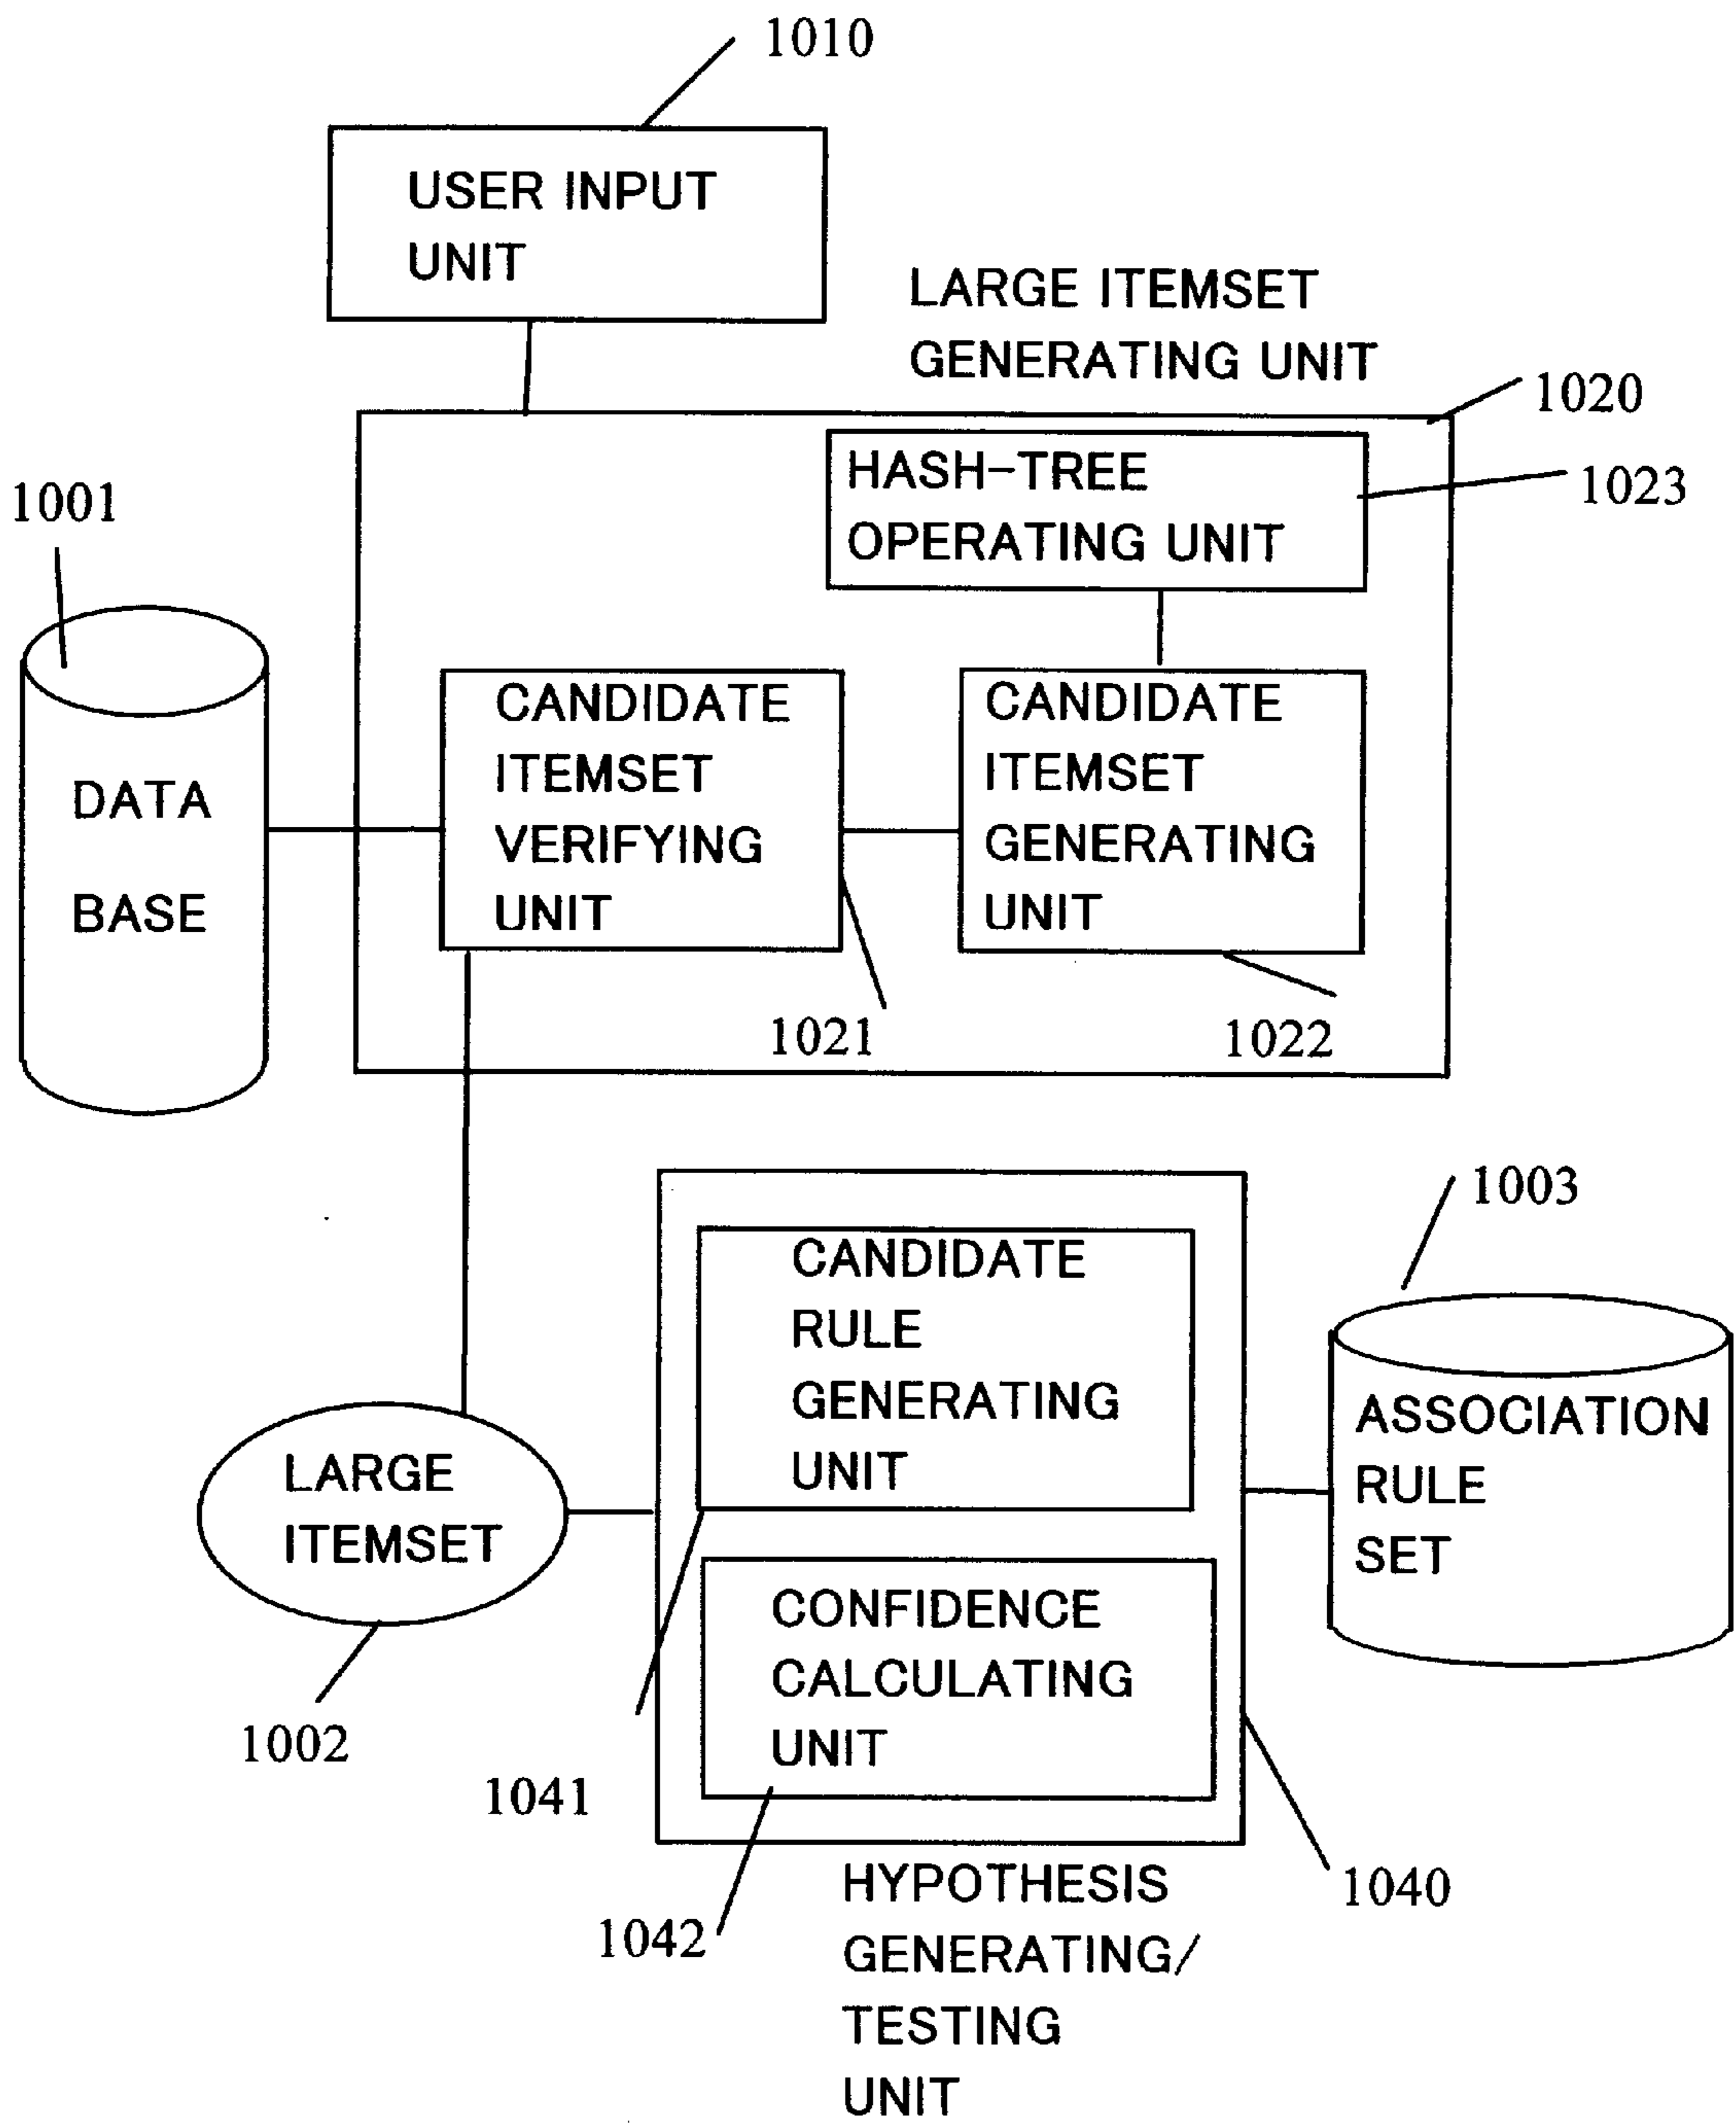 1010
USER INPUT
UNIT
LARGE ITEMSET
GENERATING UNIT
1020
HASH-TREE
OPERATING UNIT
1023
1001
DATA
BASE
CANDIDATE
ITEMSET
VERIFYING
UNIT
CANDIDATE
ITEMSET
GENERATING
UNIT
1021
1022
CANDIDATE
RULE
GENERATING
UNIT
1003
ASSOCIATION
RULE
SET
LARGE
ITEMSET
CONFIDENCE
CALCULATING
UNIT
1002
1041
1042
1040
HYPOTHESIS
GENERATING/
TESTING
UNIT